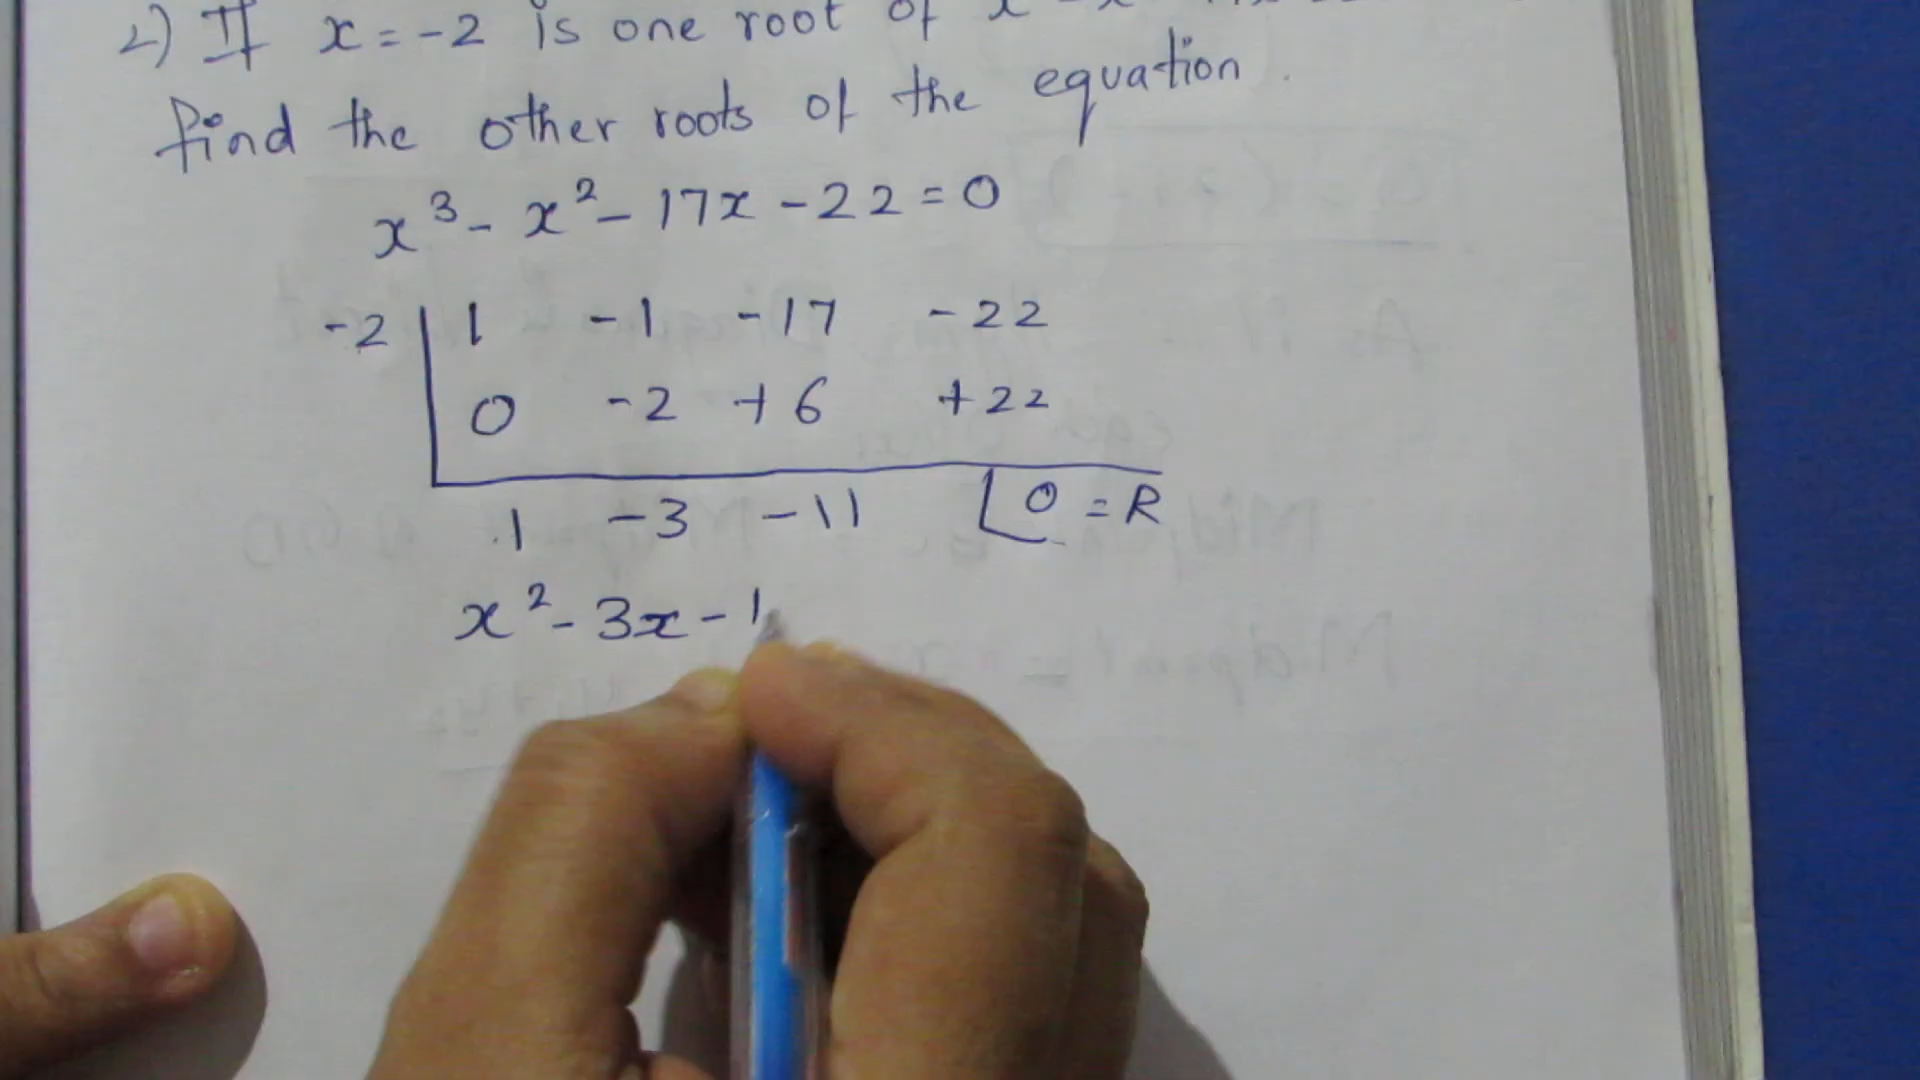 2) If x = -2 is one root of
find the other roots of the equation.
x³ - x² - 17x - 22 = 0
-2 | 1 -1 -17 -22
0 -2 +6 +22
1 -3 -11 | 0 = R
x² - 3x - 1